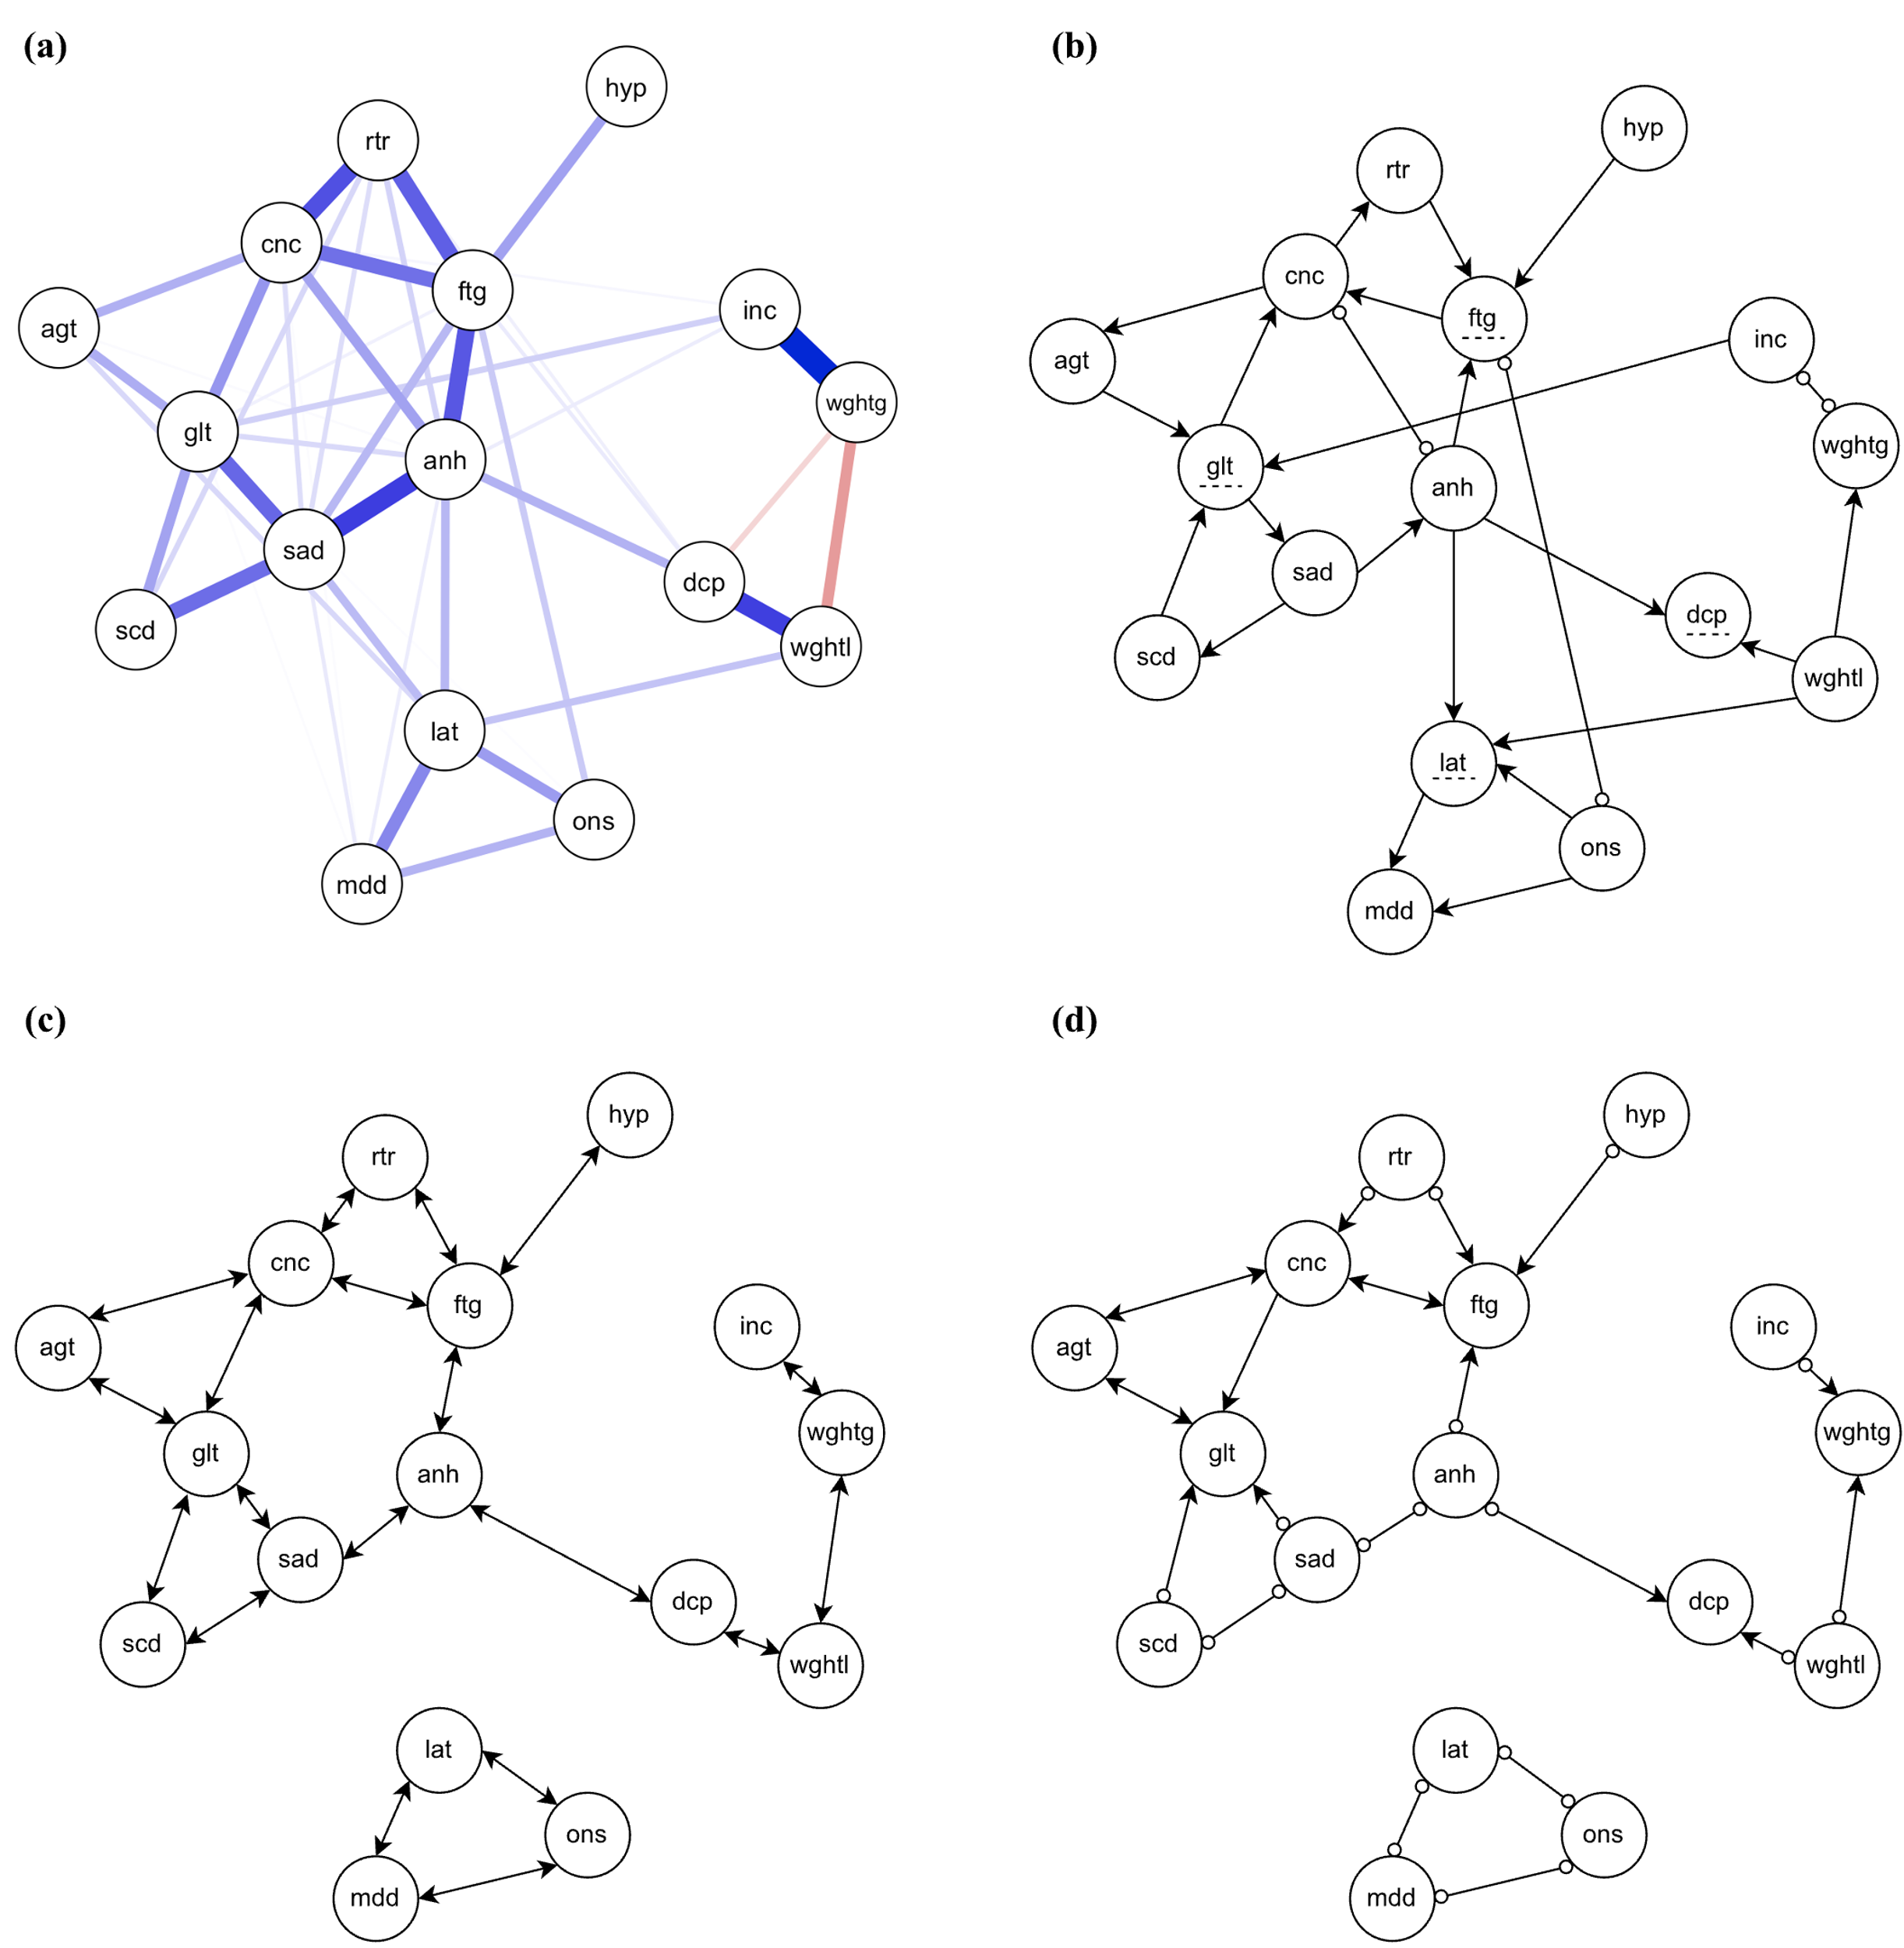 (a)
hyp
rtr
cnc
ftg
inc
agt
wghtg
glt
anh
sad
dcp
scd
wghtl
lat
ons
mdd
(b)
hyp
rtr
cnc
ftg
inc
agt
wghtg
glt
anh
sad
dcp
scd
wghtl
lat
ons
mdd
(c)
hyp
rtr
cnc
ftg
inc
agt
wghtg
glt
anh
sad
dcp
scd
wghtl
lat
ons
mdd
(d)
hyp
rtr
cnc
ftg
inc
agt
wghtg
glt
anh
sad
dcp
scd
wghtl
lat
ons
mdd